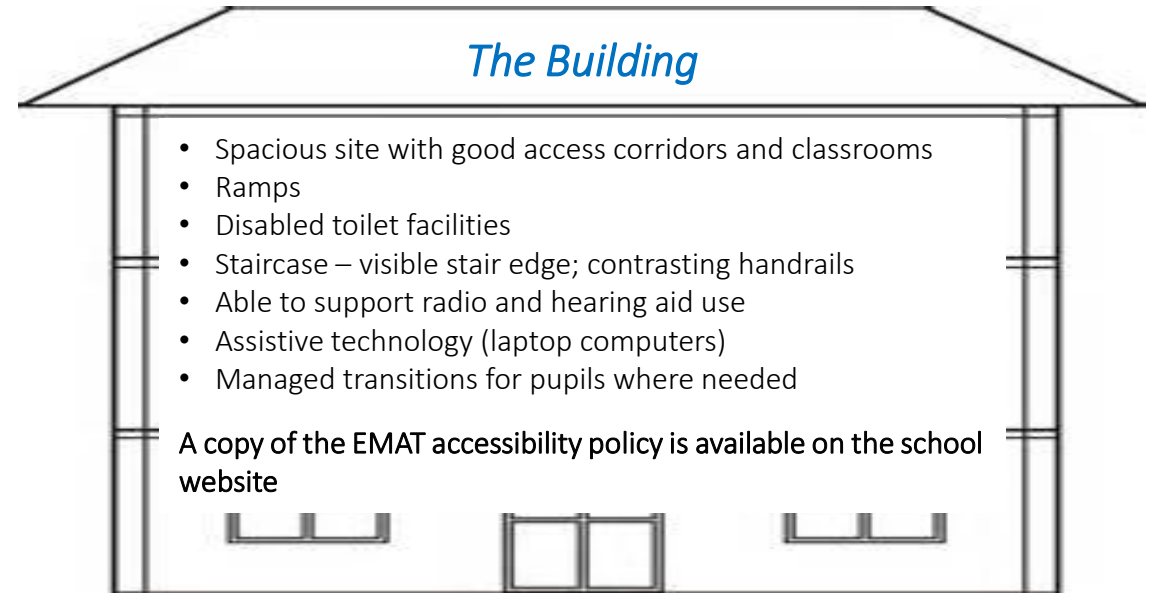 The Building
• Spacious site with good access corridors and classrooms
• Ramps
• Disabled toilet facilities
• Staircase – visible stair edge; contrasting handrails
• Able to support radio and hearing aid use
• Assistive technology (laptop computers)
• Managed transitions for pupils where needed
A copy of the EMAT accessibility policy is available on the school
website